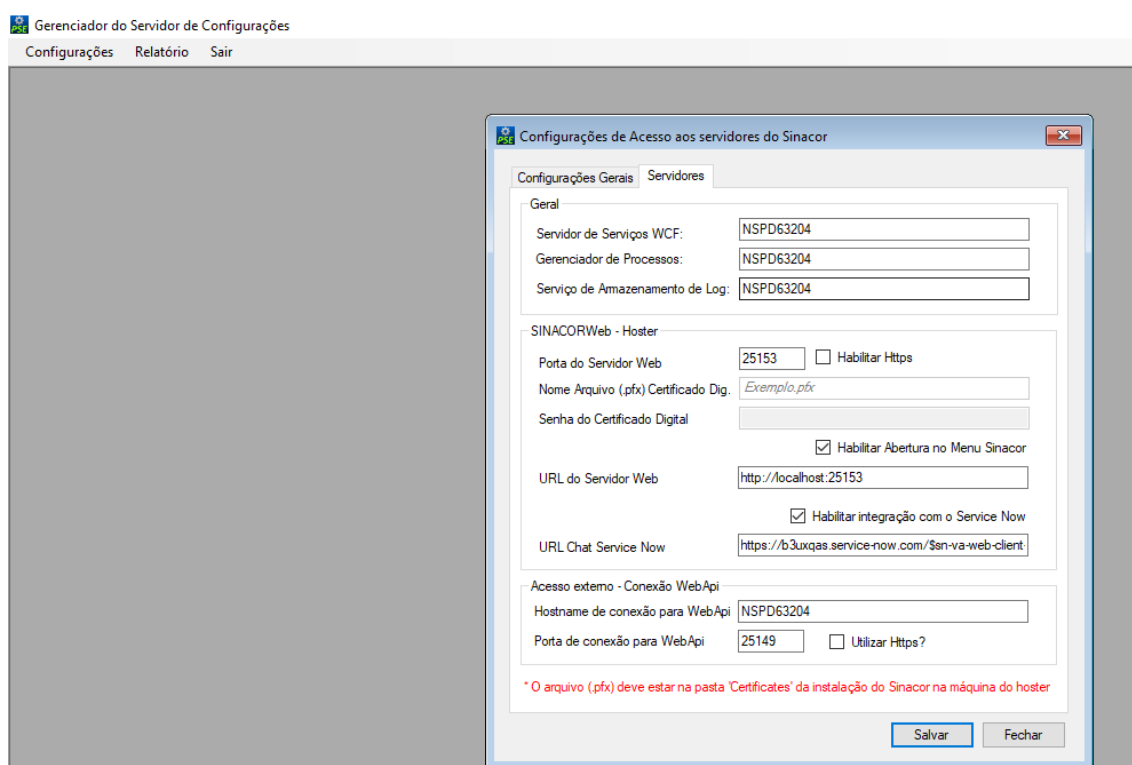 PSE Gerenciador do Servidor de Configurações
Configurações Relatório Sair
PSE Configurações de Acesso aos servidores do Sinacor
Configurações Gerais Servidores
Geral
Servidor de Serviços WCF: NSPD63204
Gerenciador de Processos: NSPD63204
Serviço de Armazenamento de Log: NSPD63204
SINACORWeb - Hoster
Porta do Servidor Web 25153 Habilitar Https
Nome Arquivo (.pfx) Certificado Dig. Exemplo.pfx
Senha do Certificado Digital
Habilitar Abertura no Menu Sinacor
URL do Servidor Web http://localhost:25153
Habilitar integração com o Service Now
URL Chat Service Now https://b3uxqas.service-now.com/$sn-va-web-client-
Acesso externo - Conexão WebApi
Hostname de conexão para WebApi NSPD63204
Porta de conexão para WebApi 25149 Utilizar Https?
* O arquivo (.pfx) deve estar na pasta 'Certificates' da instalação do Sinacor na máquina do hoster
Salvar Fechar